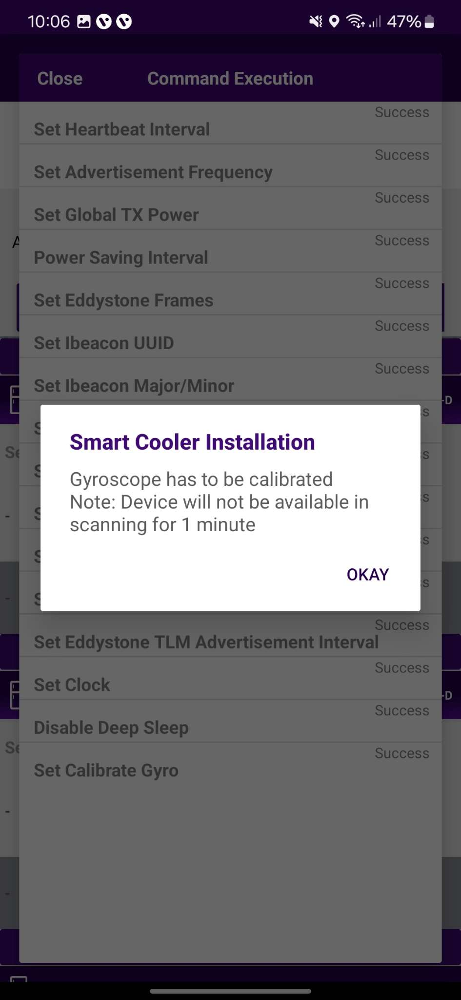 10:06
47%
Close
Command Execution
Success
Set Heartbeat Interval
Success
Set Advertisement Frequency
Success
Set Global TX Power
Success
Power Saving Interval
Success
Set Eddystone Frames
Success
Set Ibeacon UUID
Success
Set Ibeacon Major/Minor
Smart Cooler Installation
Gyroscope has to be calibrated
Note: Device will not be available in
scanning for 1 minute
OKAY
Success
Set Eddystone TLM Advertisement Interval
Success
Set Clock
Success
Disable Deep Sleep
Success
Set Calibrate Gyro